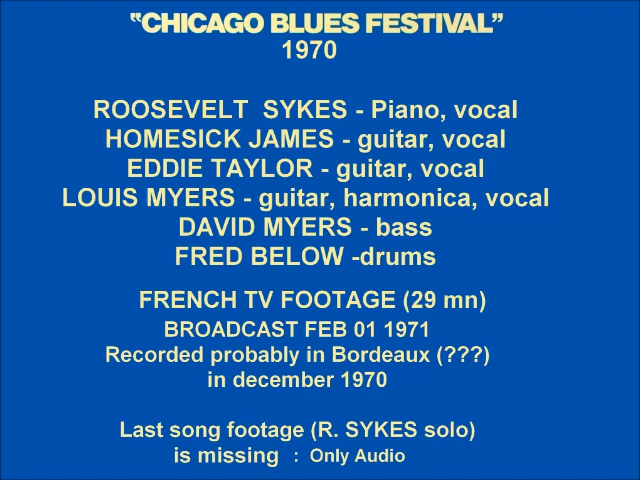 "CHICAGO BLUES FESTIVAL"
1970
ROOSEVELT  SYKES - Piano, vocal
HOMESICK JAMES - guitar, vocal
EDDIE TAYLOR - guitar, vocal
LOUIS MYERS - guitar, harmonica, vocal
DAVID MYERS - bass
FRED BELOW -drums
FRENCH TV FOOTAGE (29 mn)
BROADCAST FEB 01 1971
Recorded probably in Bordeaux (???)
in december 1970
Last song footage (R. SYKES solo)
is missing  :  Only Audio